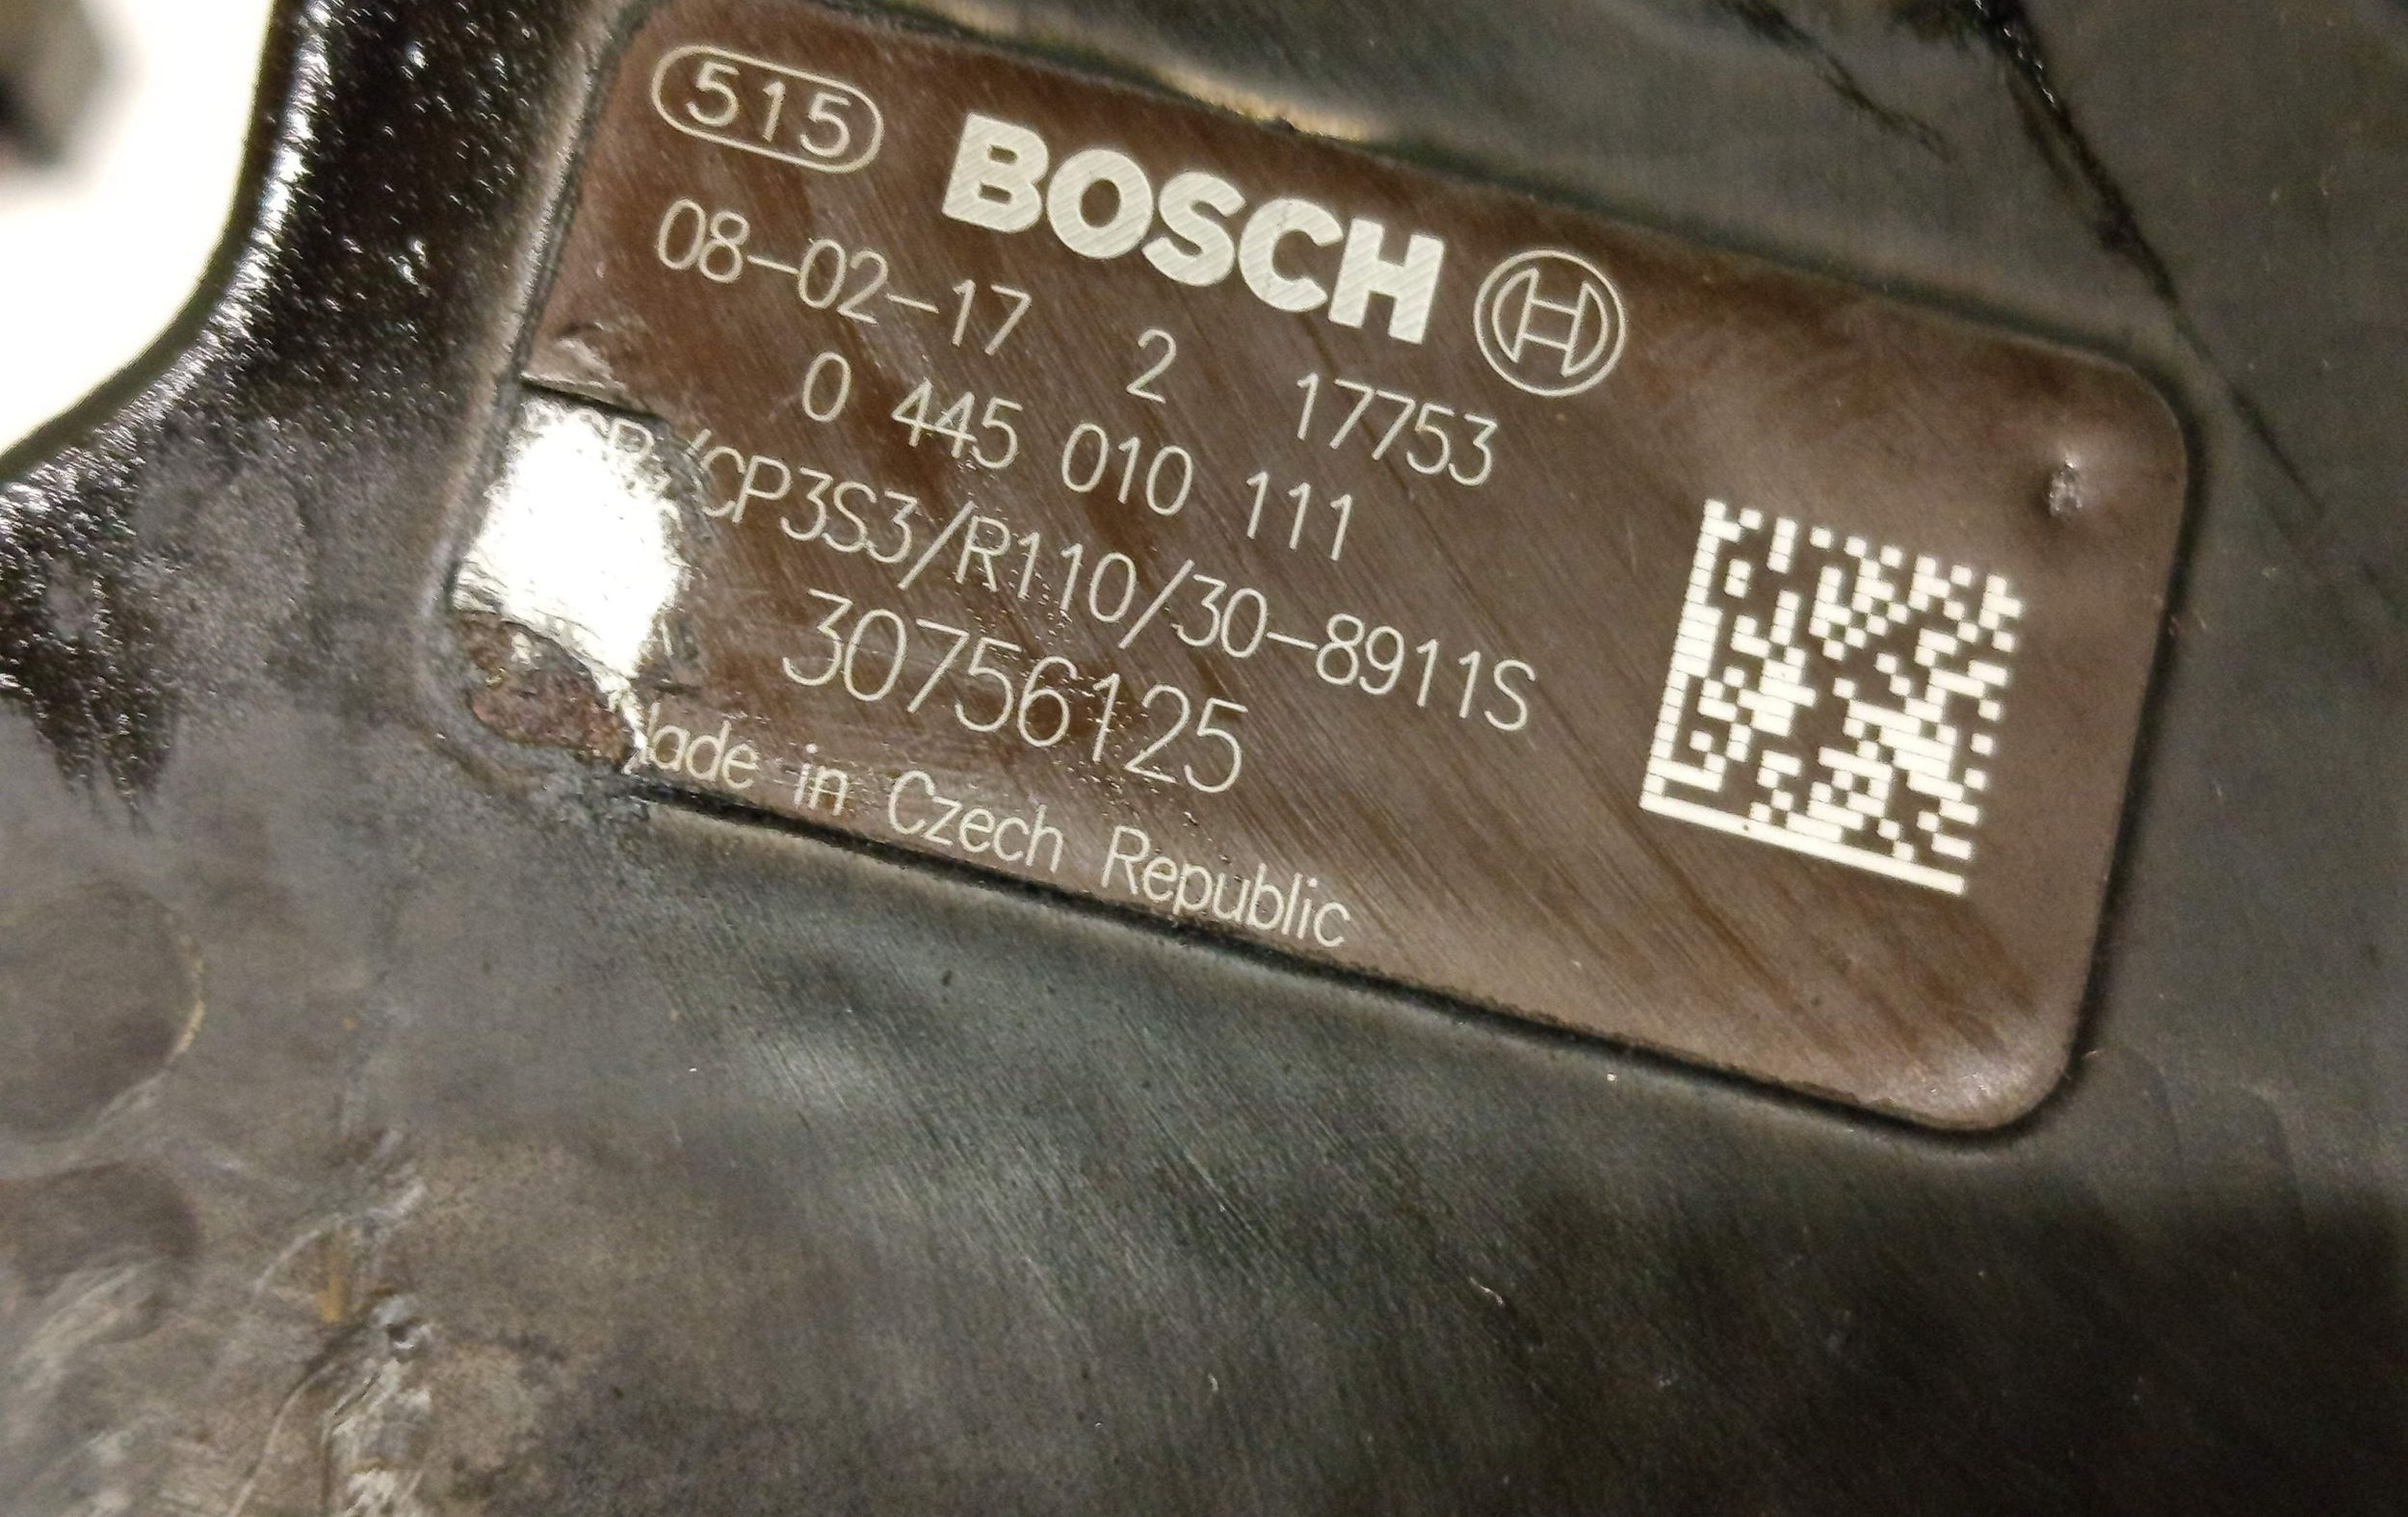 515 BOSCH
08-02-17 2 17753
0 445 010 111
CR/CP3S3/R110/30-8911S
30756125
Made in Czech Republic